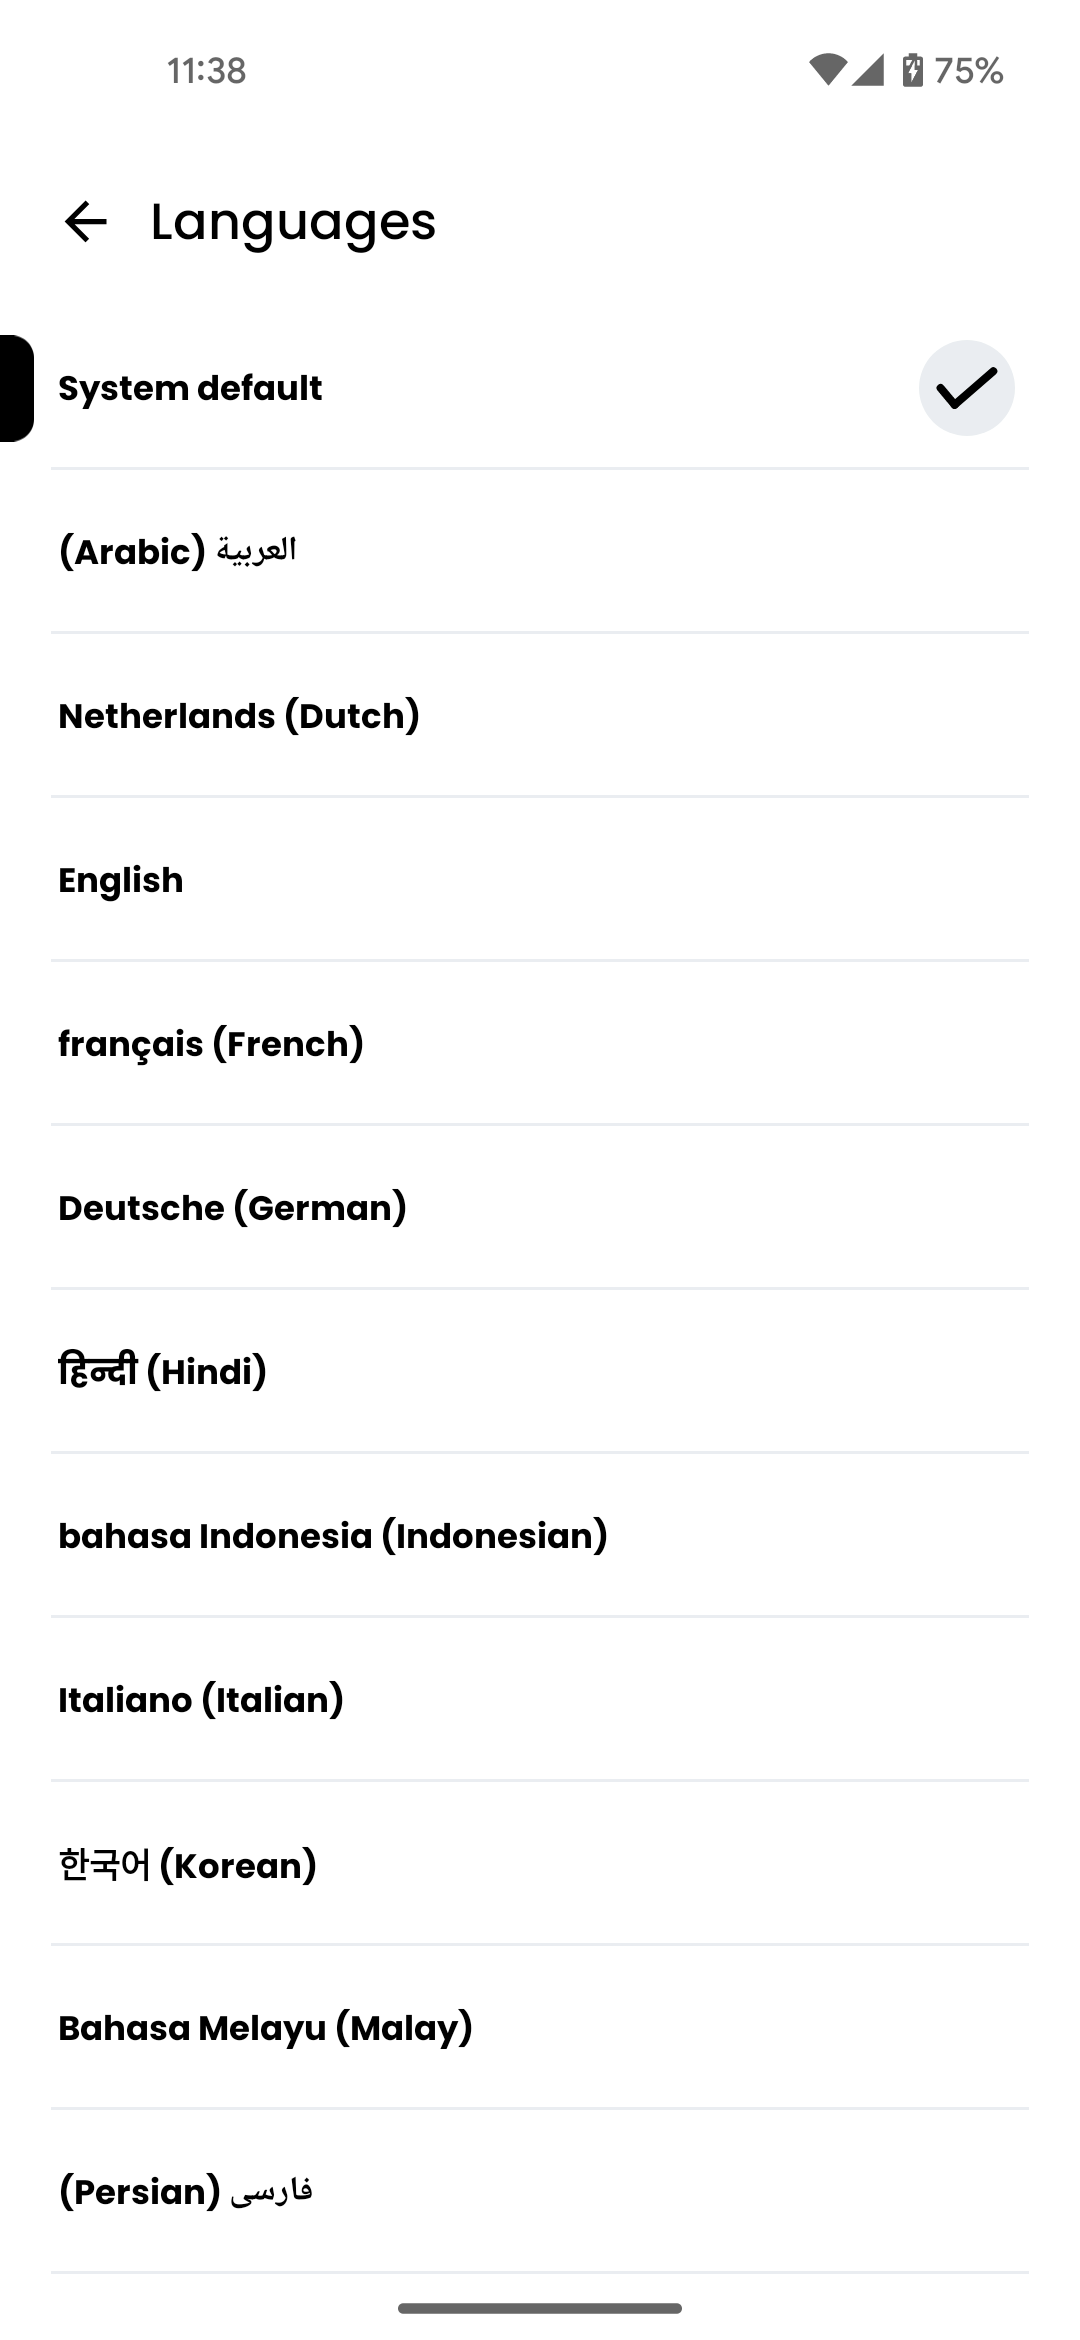 11:38
75%
Languages
System default
(Arabic) العربية
Netherlands (Dutch)
English
français (French)
Deutsche (German)
हिन्दी (Hindi)
bahasa Indonesia (Indonesian)
Italiano (Italian)
한국어 (Korean)
Bahasa Melayu (Malay)
(Persian) فارسی